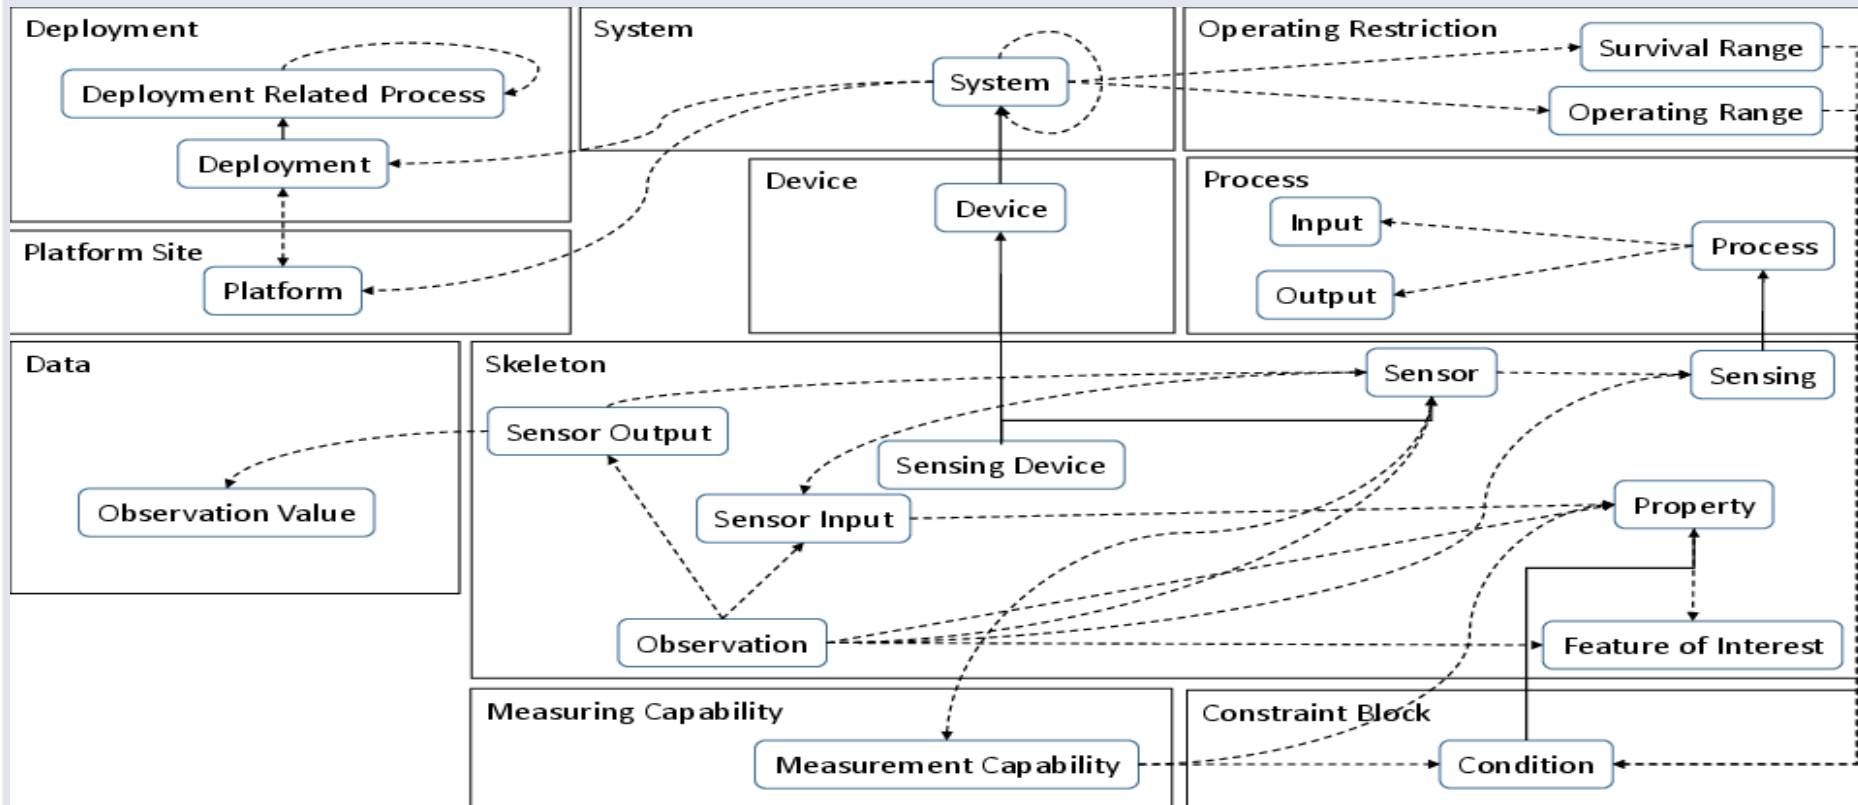 Deployment
Deployment Related Process
Deployment
Platform Site
Platform
System
System
Operating Restriction
Survival Range
Operating Range
Device
Device
Process
Input
Process
Output
Data
Observation Value
Skeleton
Sensor
Sensing
Sensor Output
Sensing Device
Sensor Input
Property
Observation
Feature of Interest
Measuring Capability
Measurement Capability
Constraint Block
Condition